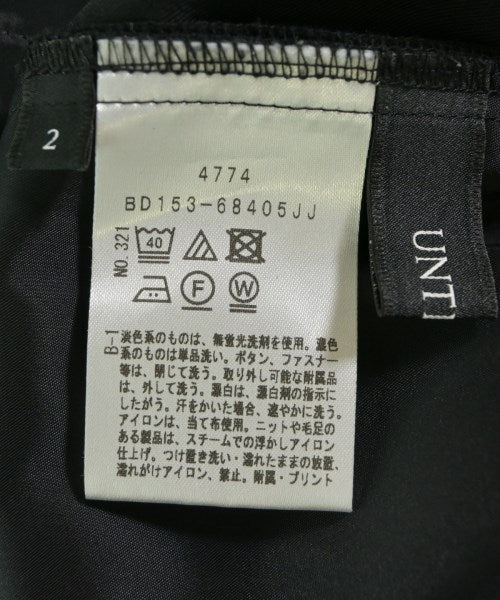 2
4774
BD153-68405JJ
NO.321
40
F
W
UNTI
B-1
淡色系のものは、無蛍光洗剤を使用。濃色
系のものは単品洗い。ボタン、ファスナー
等は、閉じて洗う。取り外し可能な附属品
は、外して洗う。漂白は、漂白剤の指示に
したがう。汗をかいた場合、速やかに洗う。
アイロンは、当て布使用。ニットや毛足の
ある製品は、スチームでの浮かしアイロン
仕上げ。つけ置き洗い・濡れたままの放置、
濡れがけアイロン、禁止。附属・プリント